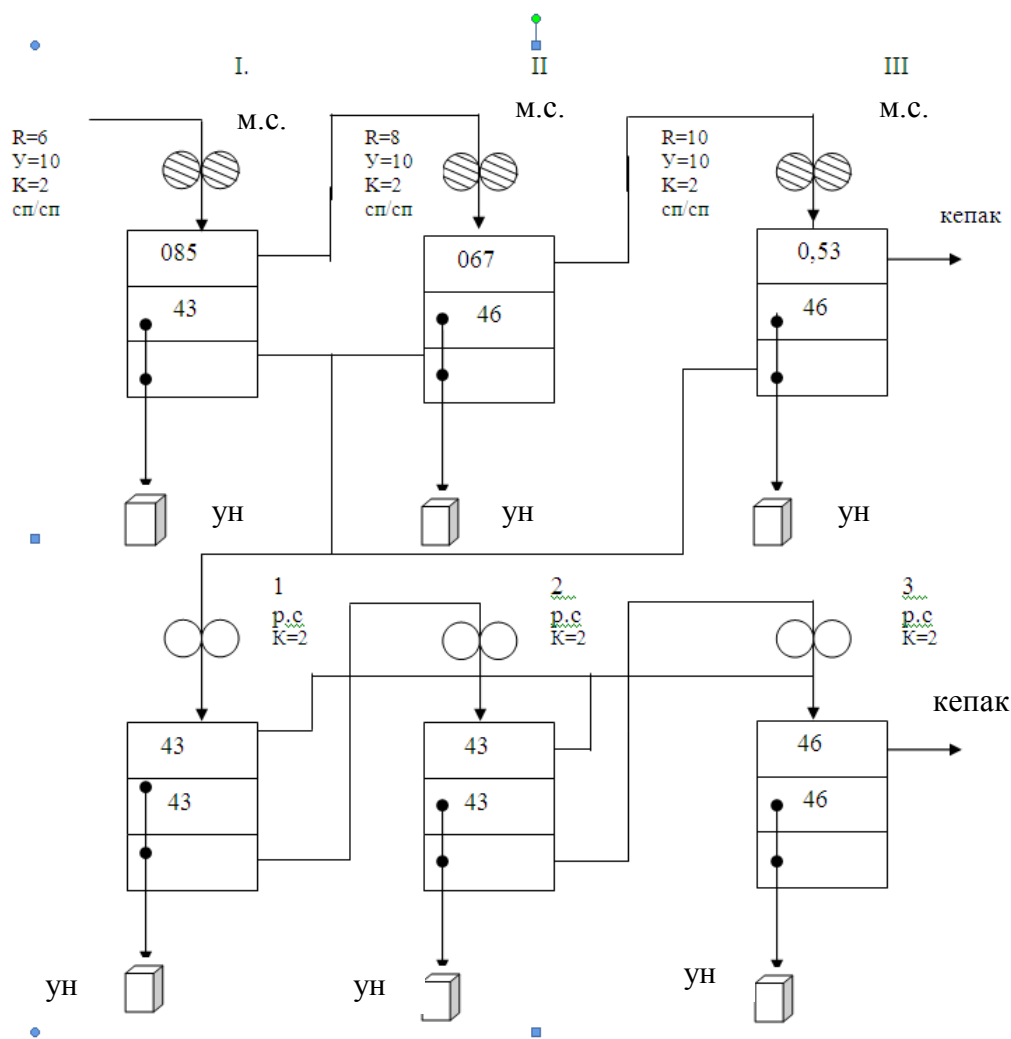 I.
II
III
м.с.
м.с.
м.с.
R=6
У=10
К=2
сп/сп
R=8
У=10
К=2
сп/сп
R=10
У=10
К=2
сп/сп
кепак
085
067
0,53
43
46
46
ун
ун
ун
1
р.с
К=2
2
р.с
К=2
3
р.с
К=2
кепак
43
43
46
43
43
46
ун
ун
ун